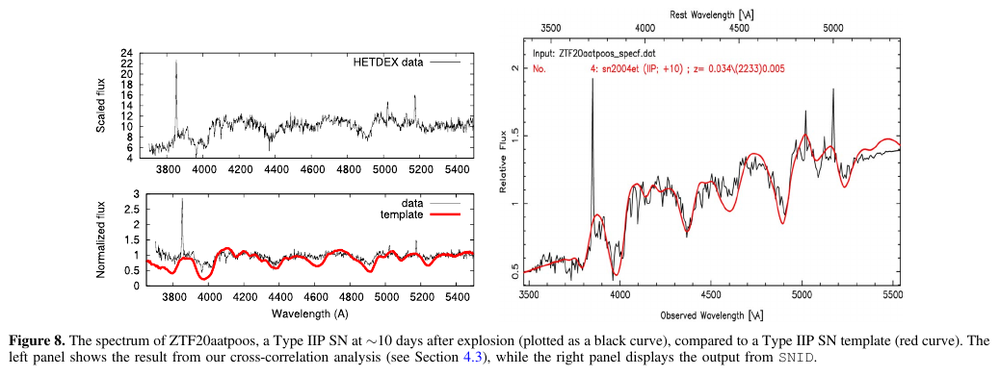 24
22
20
18
16
14
12
10
8
6
4
Scaled flux
HETDEX data
3800 4000 4200 4400 4600 4800 5000 5200 5400
3
2.5
2
1.5
1
0.5
0
Normalized flux
data
template
3800 4000 4200 4400 4600 4800 5000 5200 5400
Wavelength (A)
Rest Wavelength [\A]
3500 4000 4500 5000
Input: ZTF20aatpoos_specf.dat
No. 4: sn2004et (IIP; +10) ; z= 0.034\(2233)0.005
2
1.5
1
0.5
Relative Flux
3500 4000 4500 5000 5500
Observed Wavelength [\A]
Figure 8. The spectrum of ZTF20aatpoos, a Type IIP SN at ∼10 days after explosion (plotted as a black curve), compared to a Type IIP SN template (red curve). The
left panel shows the result from our cross-correlation analysis (see Section 4.3), while the right panel displays the output from SNID.